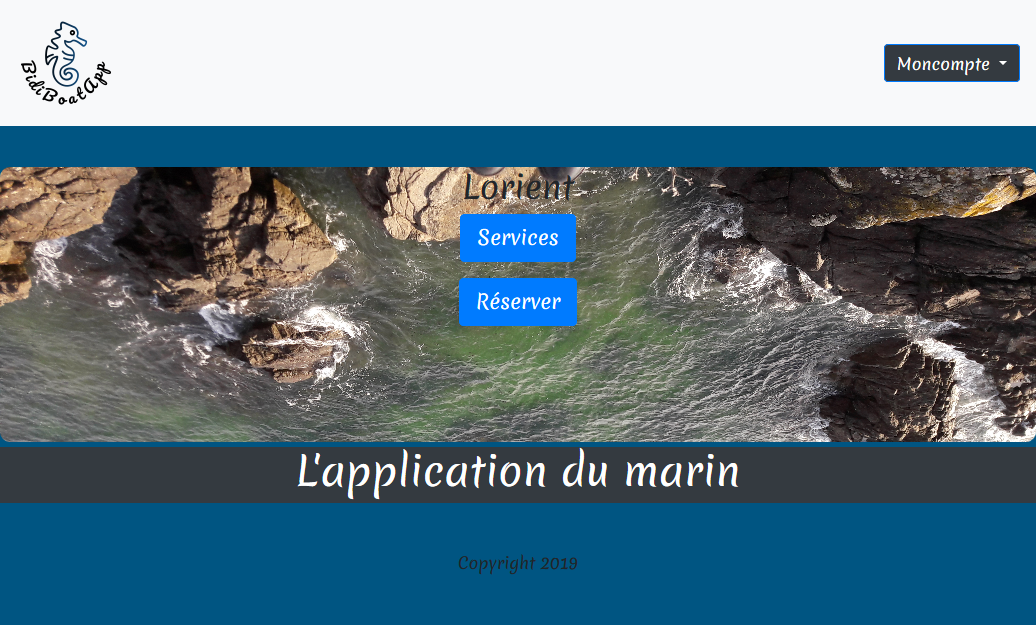 BidiBoatApp
Moncompte
Lorient
Services
Réserver
L'application du marin
Copyright 2019